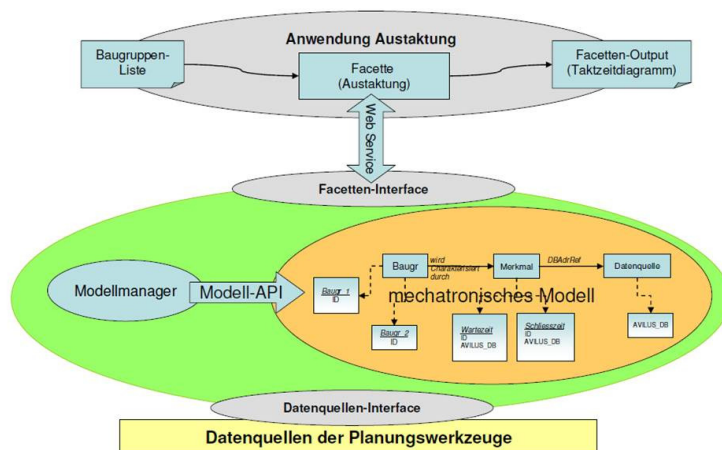 Anwendung Austaktung
Baugruppen-
Liste
Facette
(Austaktung)
Facetten-Output
(Taktzeitdiagramm)
Web Service
Facetten-Interface
Modellmanager
Modell-API
mechatronisches Modell
Baugr
wird
Charakterisiert
durch
Merkmal
DBAdrRef
Datenquelle
Baugr_1
ID
Baugr_2
ID
Wartezeit
ID
AVILUS_DB
Schliesszeit
ID
AVILUS_DB
AVILUS_DB
Datenquellen-Interface
Datenquellen der Planungswerkzeuge